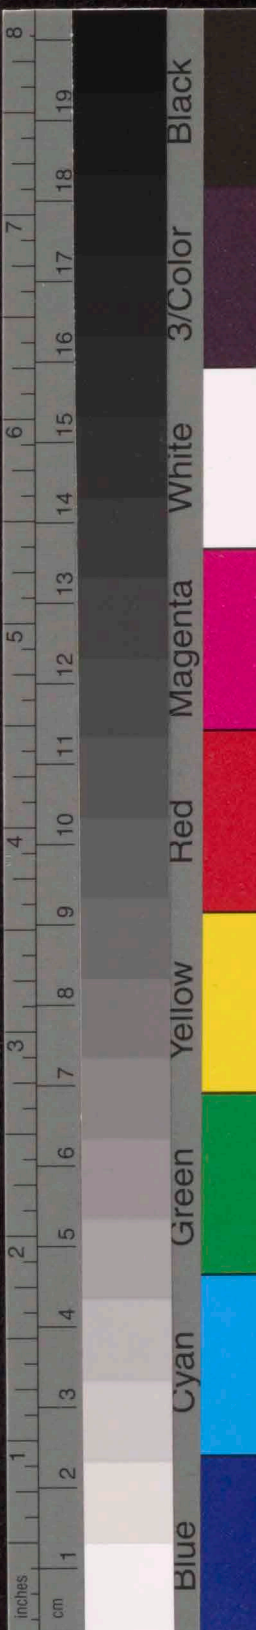 inches 1 2 3 4 5 6 7 8
cm 1 2 3 4 5 6 7 8 9 10 11 12 13 14 15 16 17 18 19
Blue Cyan Green Yellow Red Magenta White 3/Color Black